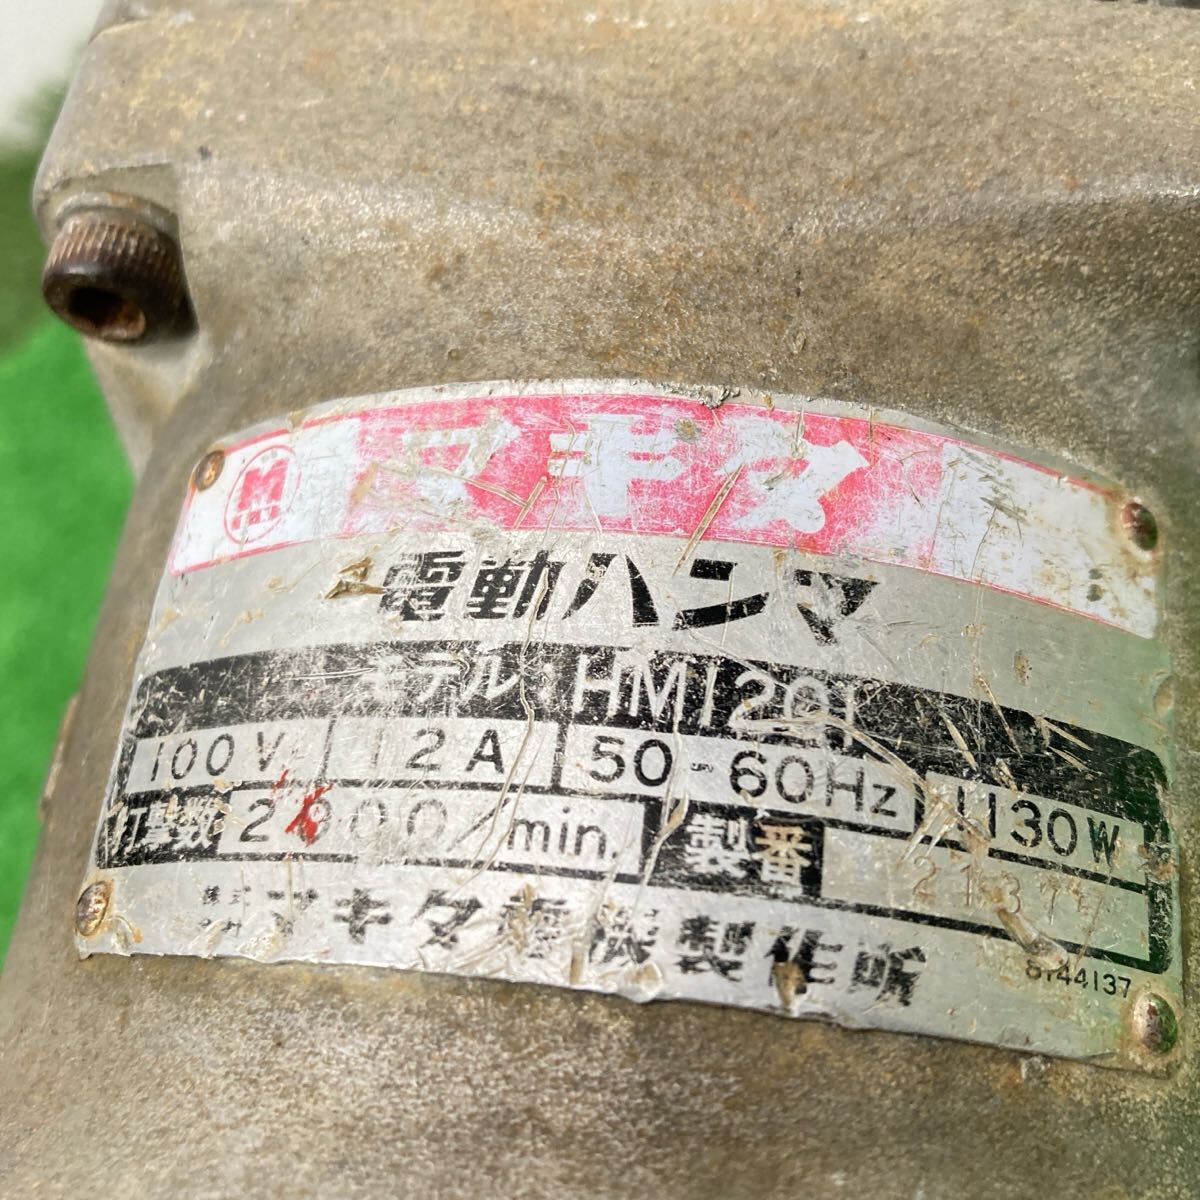 M
マキタ
電動ハンマ
モデル:HM1201
100V 12A 50-60Hz 1130W
打撃数 2000/min. 製番
株式会社 マキタ電機製作所
8144137